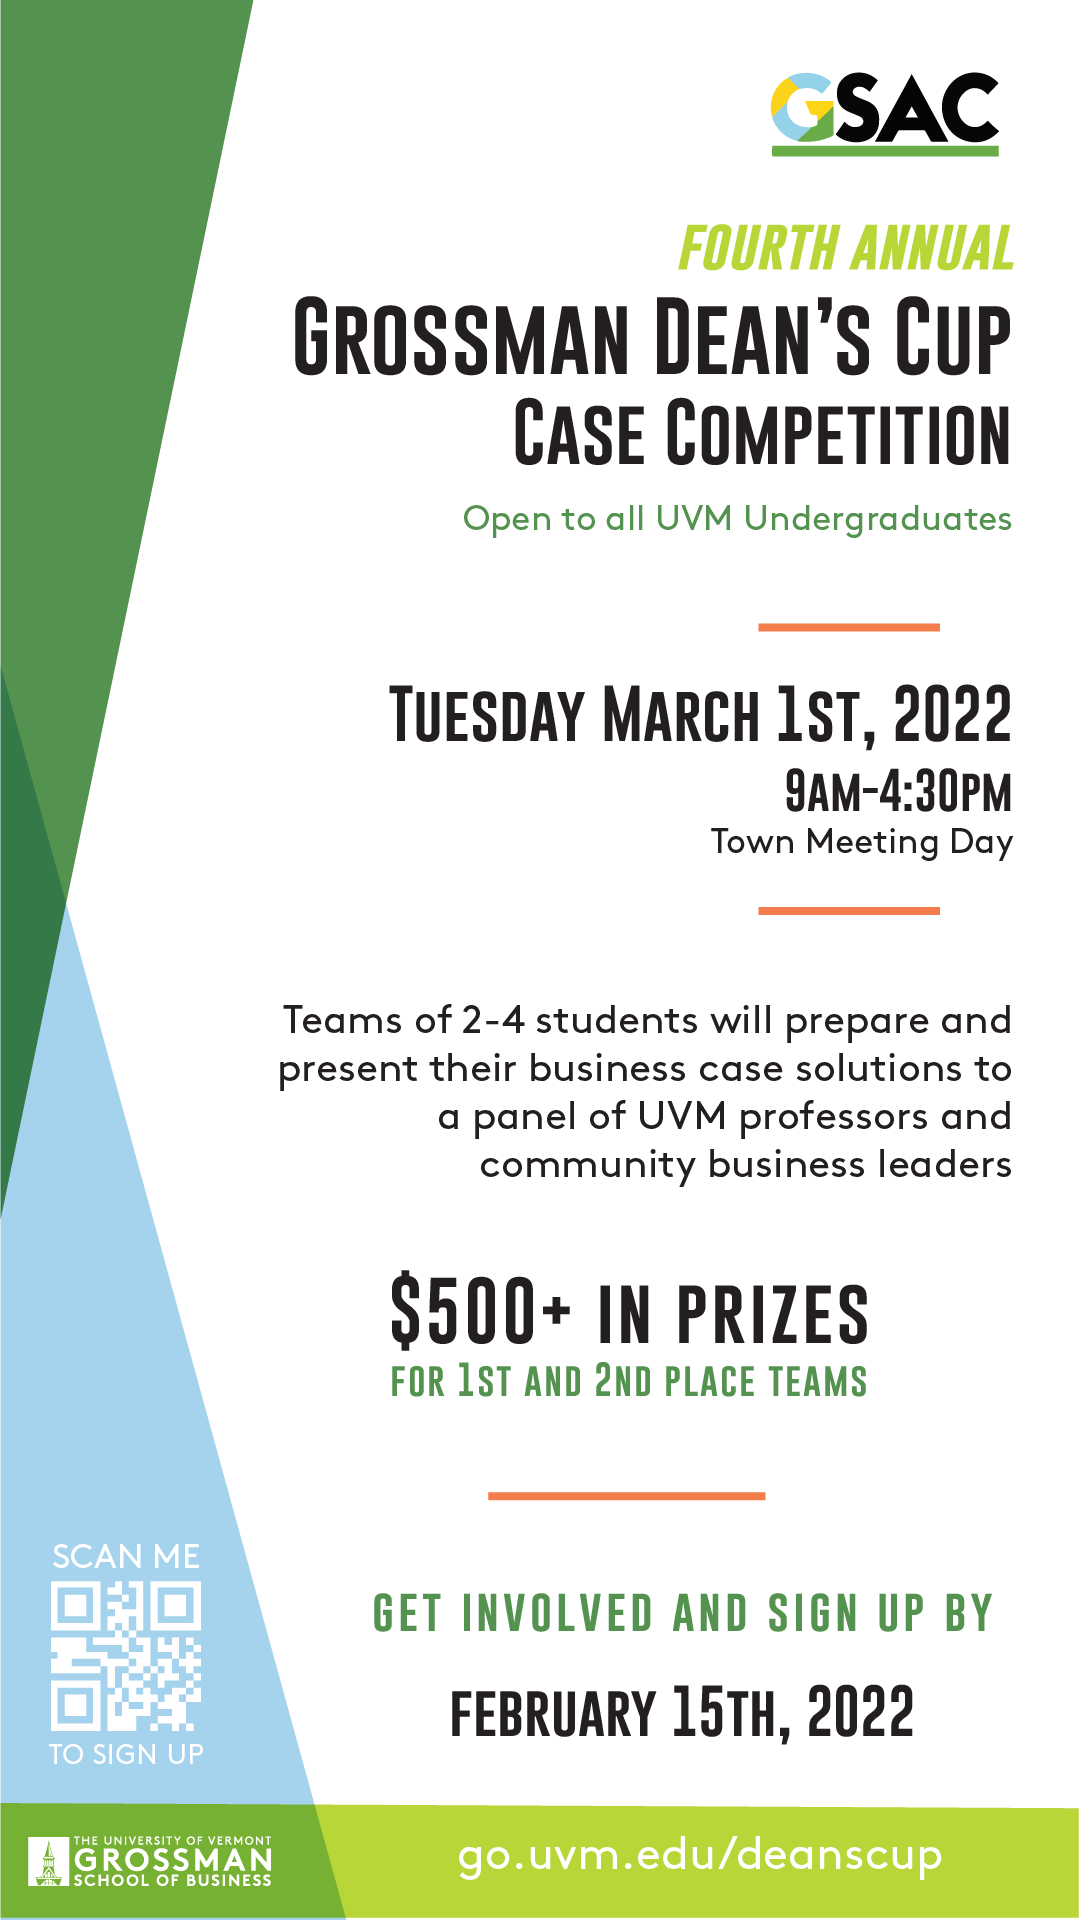 GSAC
FOURTH ANNUAL
GROSSMAN DEAN'S CUP
CASE COMPETITION
Open to all UVM Undergraduates
TUESDAY MARCH 1ST, 2022
9AM-4:30PM
Town Meeting Day
Teams of 2-4 students will prepare and
present their business case solutions to
a panel of UVM professors and
community business leaders
$500+ IN PRIZES
FOR 1ST AND 2ND PLACE TEAMS
SCAN ME
TO SIGN UP
GET INVOLVED AND SIGN UP BY
FEBRUARY 15TH, 2022
THE UNIVERSITY OF VERMONT
GROSSMAN
SCHOOL OF BUSINESS
go.uvm.edu/deanscup